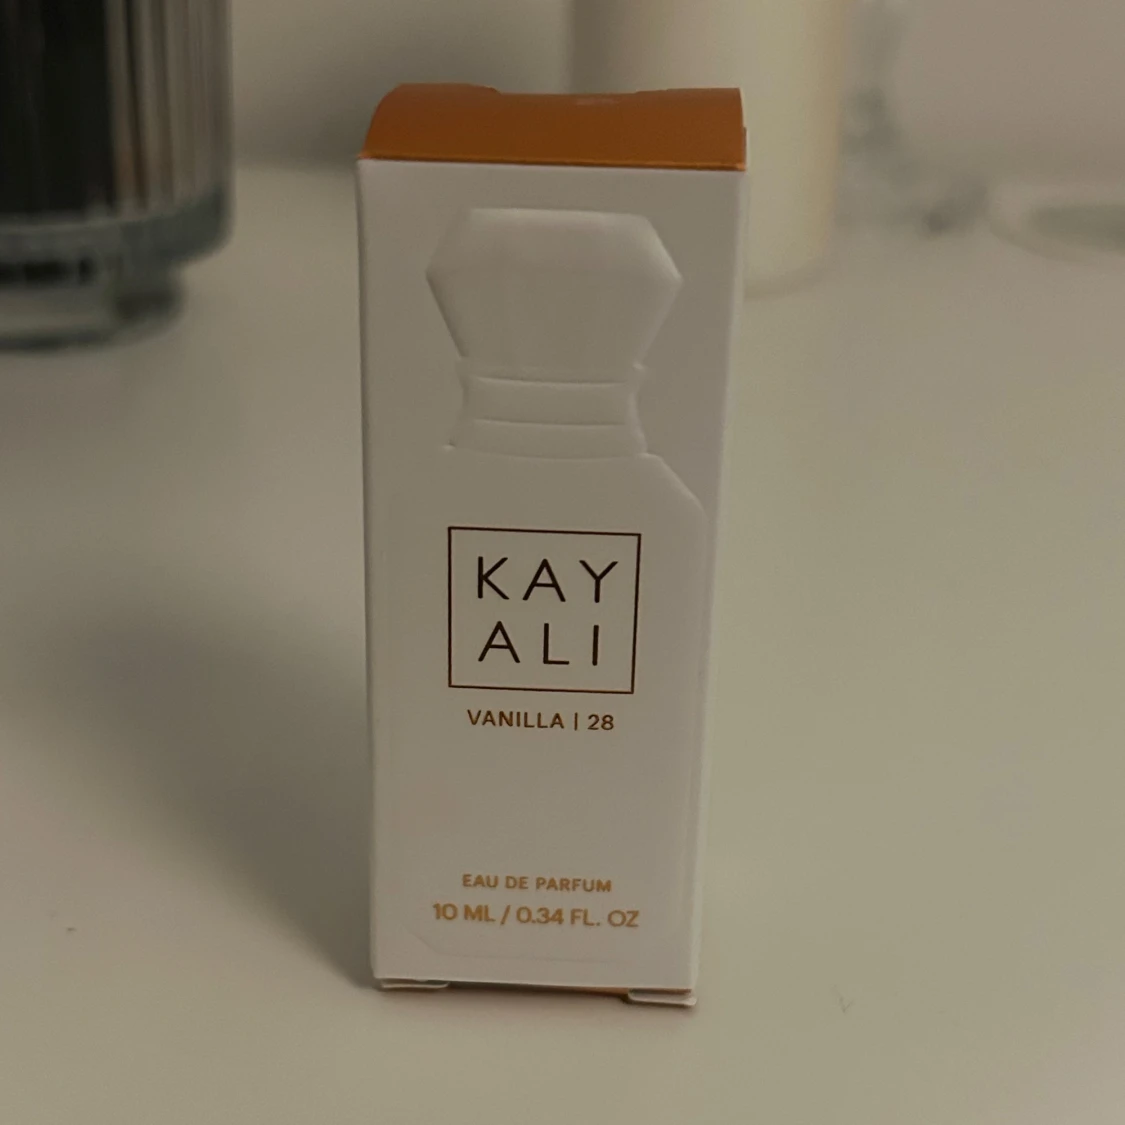 KAY
ALI
VANILLA | 28
EAU DE PARFUM
10 ML / 0.34 FL. OZ